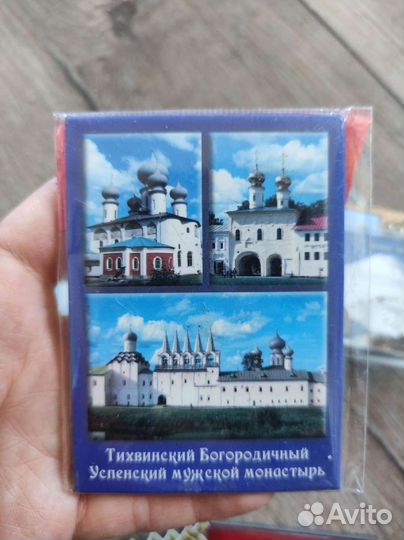 Тихвинский Богородичный
Успенский мужской монастырь
Avito